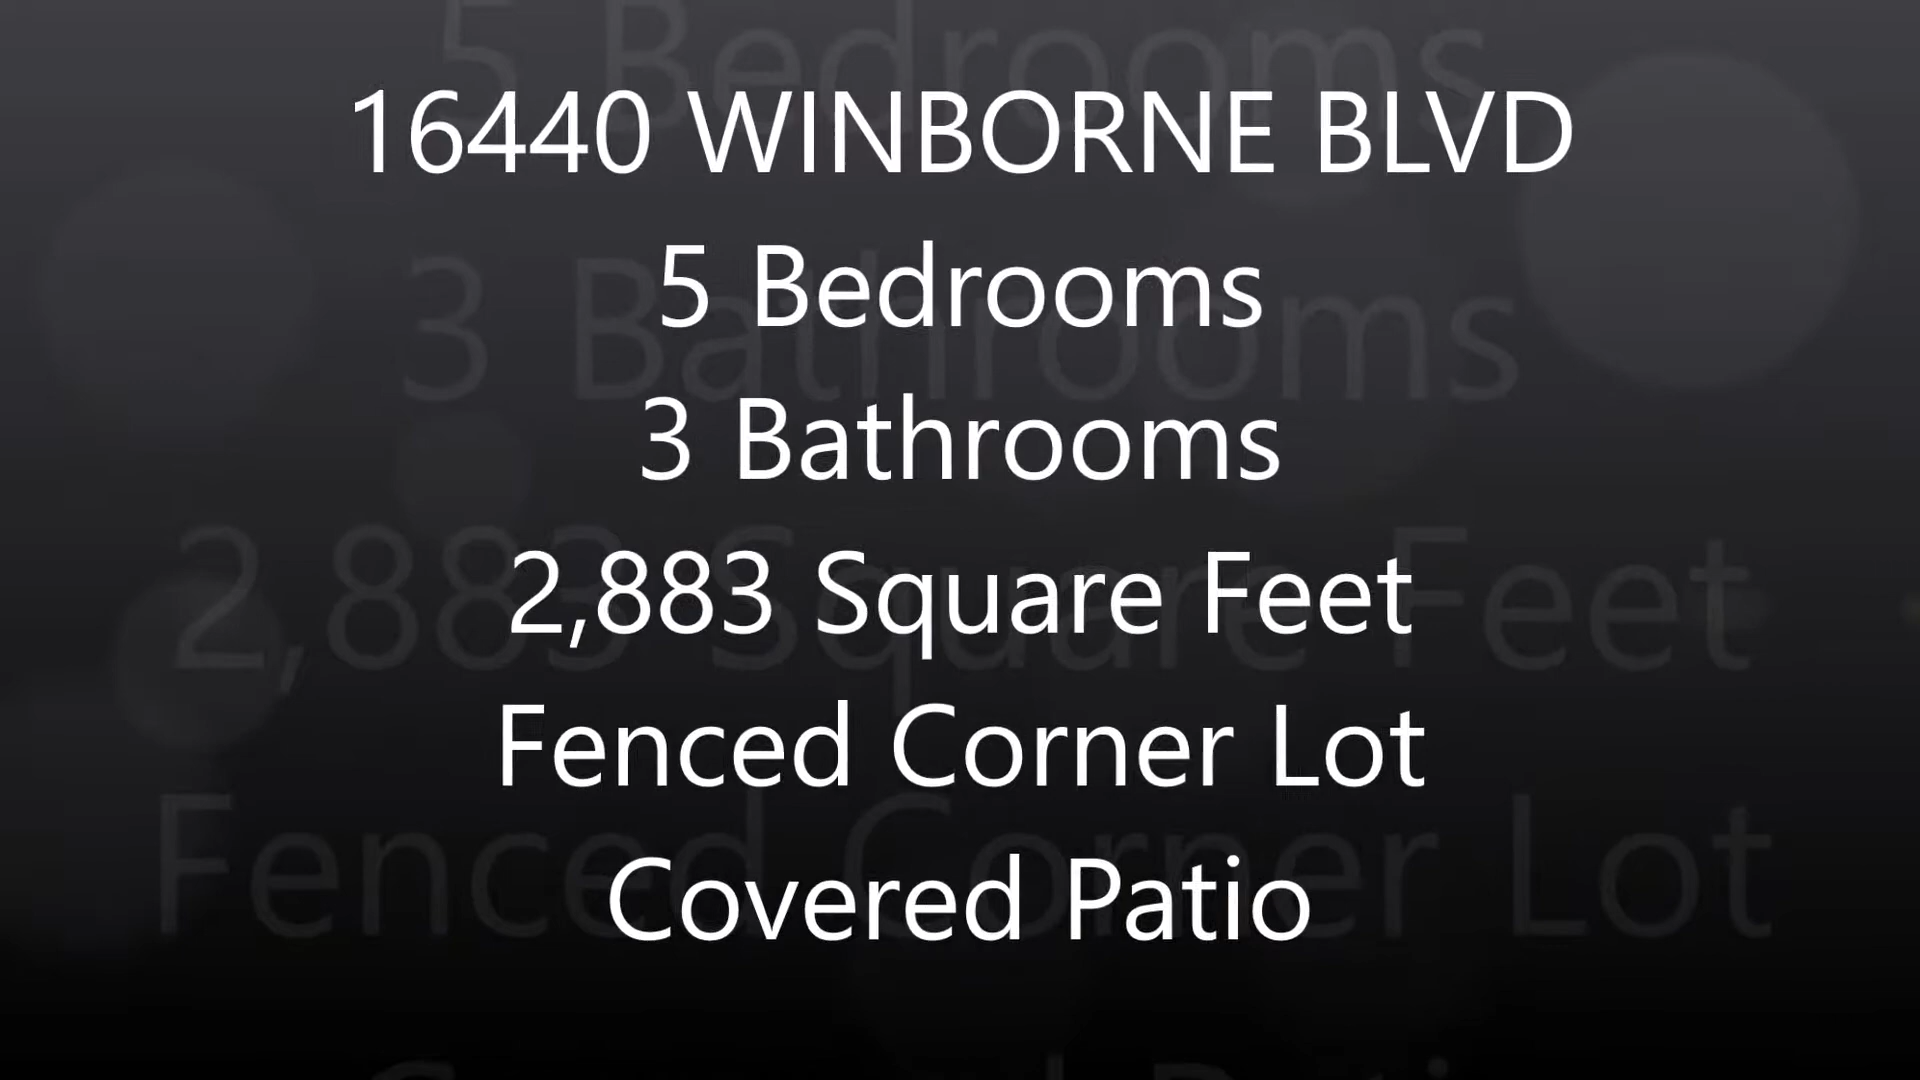 16440 WINBORNE BLVD
5 Bedrooms
3 Bathrooms
2,883 Square Feet
Fenced Corner Lot
Covered Patio